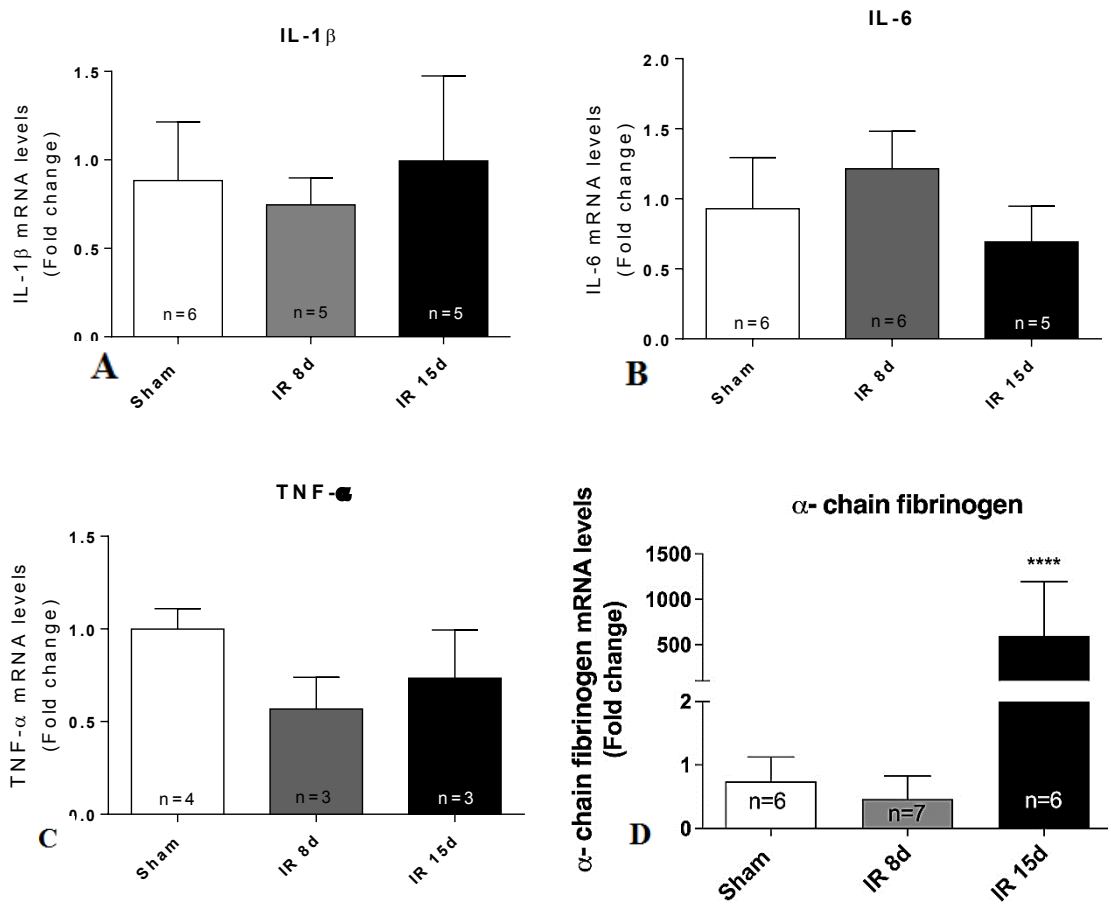 IL-1β
IL-1β mRNA levels
(Fold change)
1.5
1.0
0.5
0.0
n=6
n=5
n=5
Sham
IR 8d
IR 15d
A
IL-6
IL-6 mRNA levels
(Fold change)
2.0
1.5
1.0
0.5
0.0
n=6
n=6
n=5
Sham
IR 8d
IR 15d
B
TNF-α
TNF-α mRNA levels
(Fold change)
1.5
1.0
0.5
0.0
n=4
n=3
n=3
Sham
IR 8d
IR 15d
C
α- chain fibrinogen
α- chain fibrinogen mRNA levels
(Fold change)
1500
1000
500
2
1
0
****
n=6
n=7
n=6
Sham
IR 8d
IR 15d
D